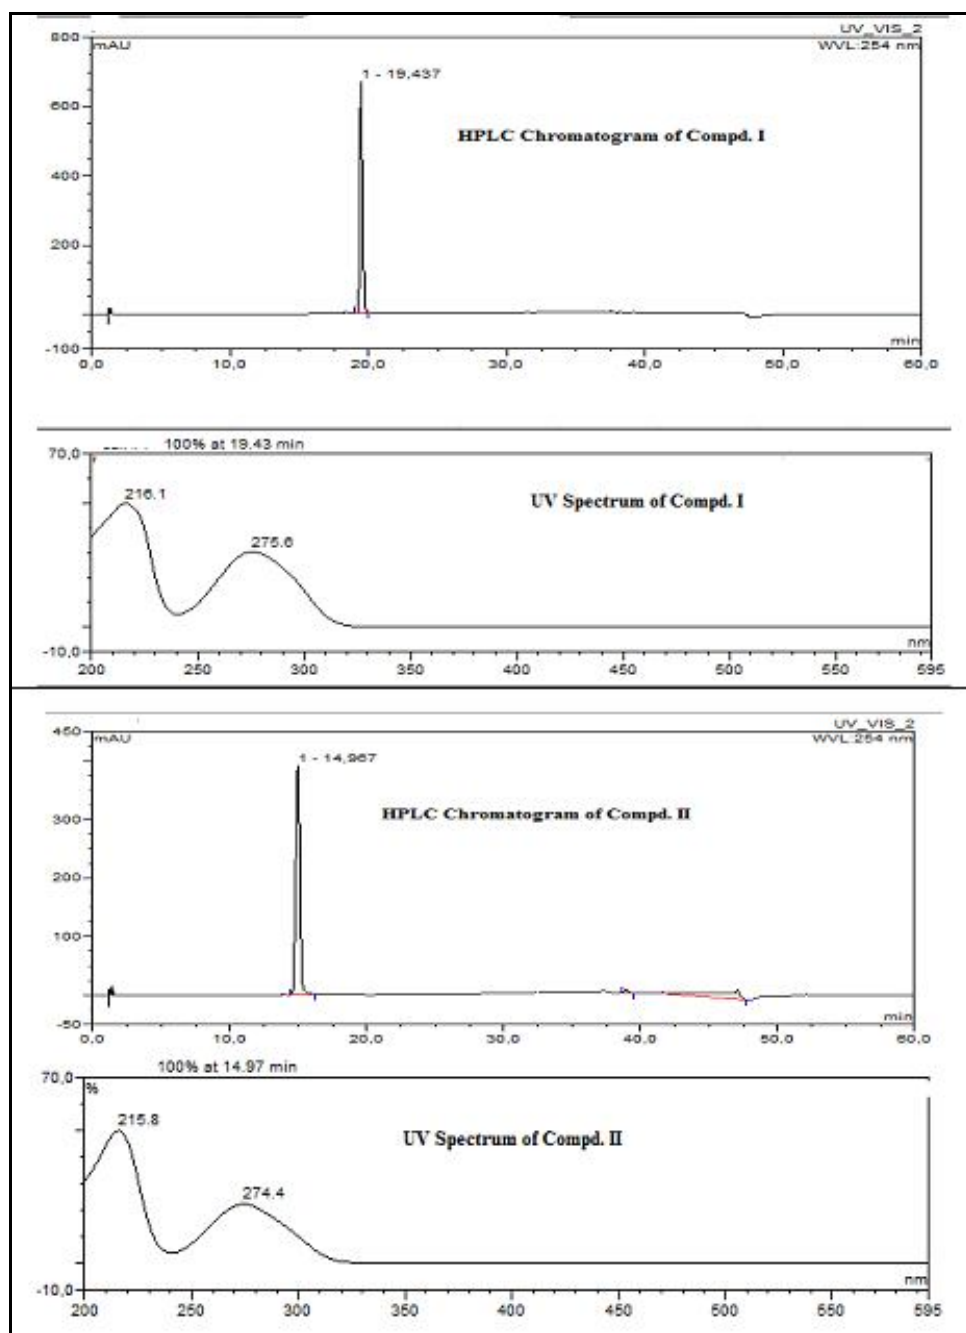 UV_VIS_2
800
mAU
WVL:254 nm
1 - 19,437
600
HPLC Chromatogram of Compd. I
400
200
-100
min
0,0 10,0 20,0 30,0 40,0 50,0 60,0
100% at 19.43 min
70,0
216.1
UV Spectrum of Compd. I
275.6
-10,0
nm
200 250 300 350 400 450 500 550 595
UV_VIS_2
450
mAU
WVL:254 nm
1 - 14,967
HPLC Chromatogram of Compd. II
300
200
100
-50
min
0,0 10,0 20,0 30,0 40,0 50,0 60,0
100% at 14.97 min
70,0
%
215.8
UV Spectrum of Compd. II
274.4
-10,0
nm
200 250 300 350 400 450 500 550 595